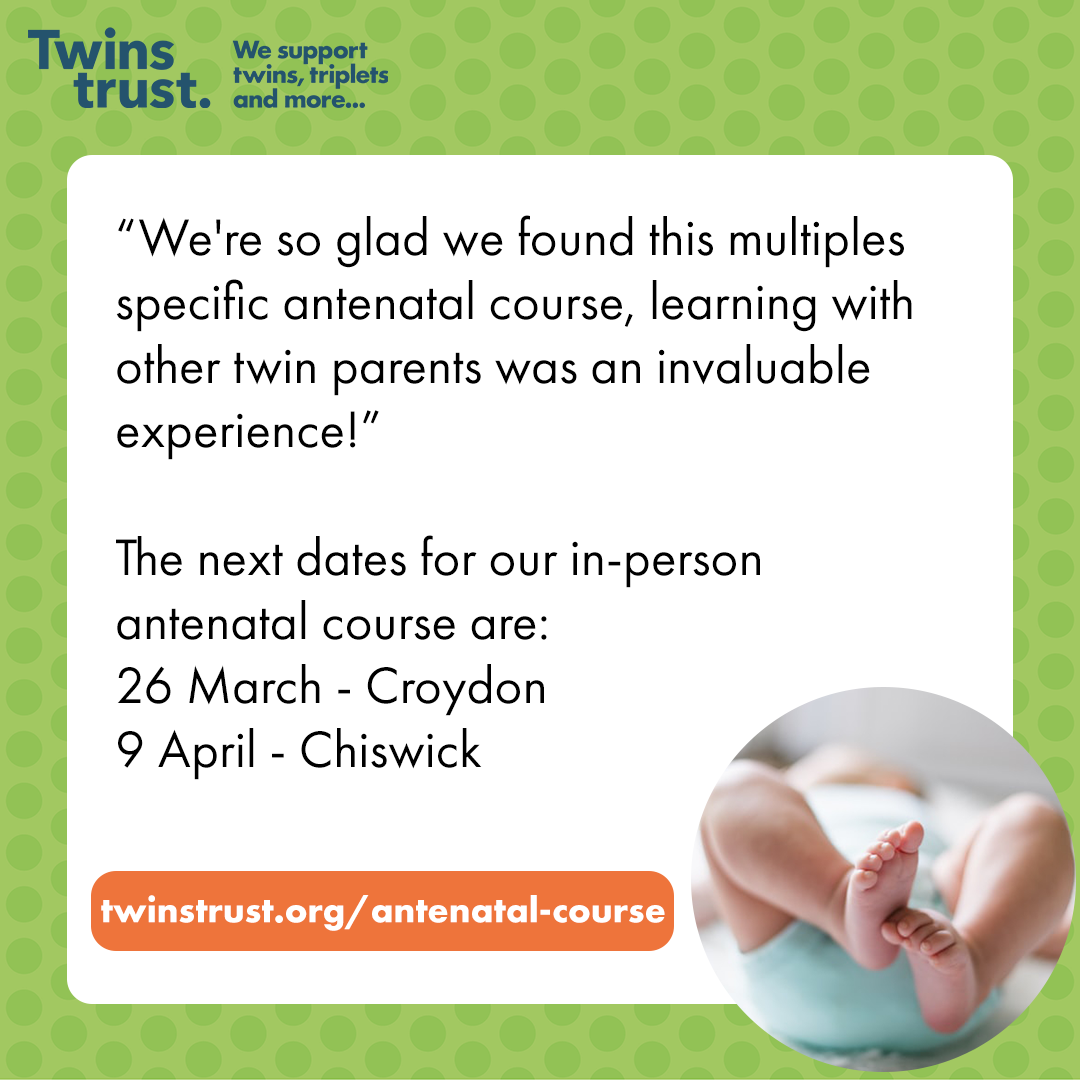 Twins
trust.
We support
twins, triplets
and more...
“We're so glad we found this multiples
specific antenatal course, learning with
other twin parents was an invaluable
experience!”
The next dates for our in-person
antenatal course are:
26 March - Croydon
9 April - Chiswick
twinstrust.org/antenatal-course